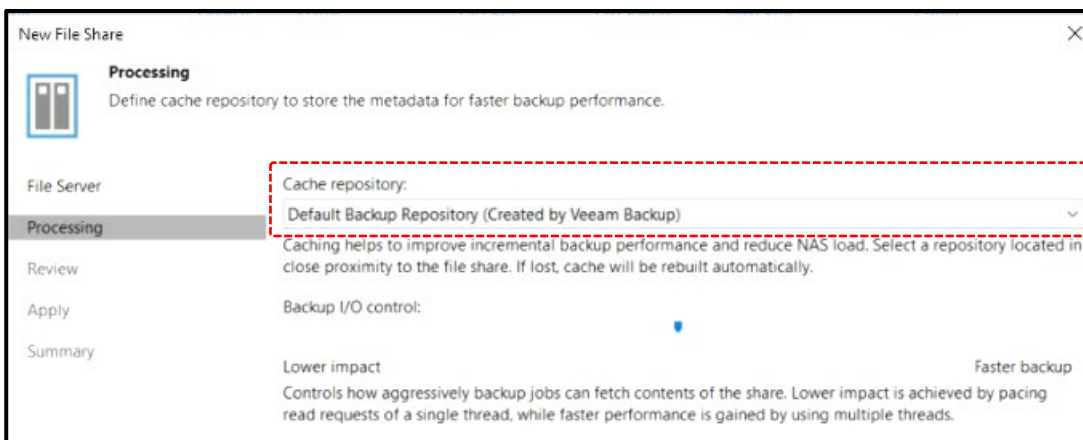 New File Share
Processing
Define cache repository to store the metadata for faster backup performance.
File Server
Processing
Review
Apply
Summary
Cache repository:
Default Backup Repository (Created by Veeam Backup)
Caching helps to improve incremental backup performance and reduce NAS load. Select a repository located in
close proximity to the file share. If lost, cache will be rebuilt automatically.
Backup I/O control:
Lower impact
Faster backup
Controls how aggressively backup jobs can fetch contents of the share. Lower impact is achieved by pacing
read requests of a single thread, while faster performance is gained by using multiple threads.